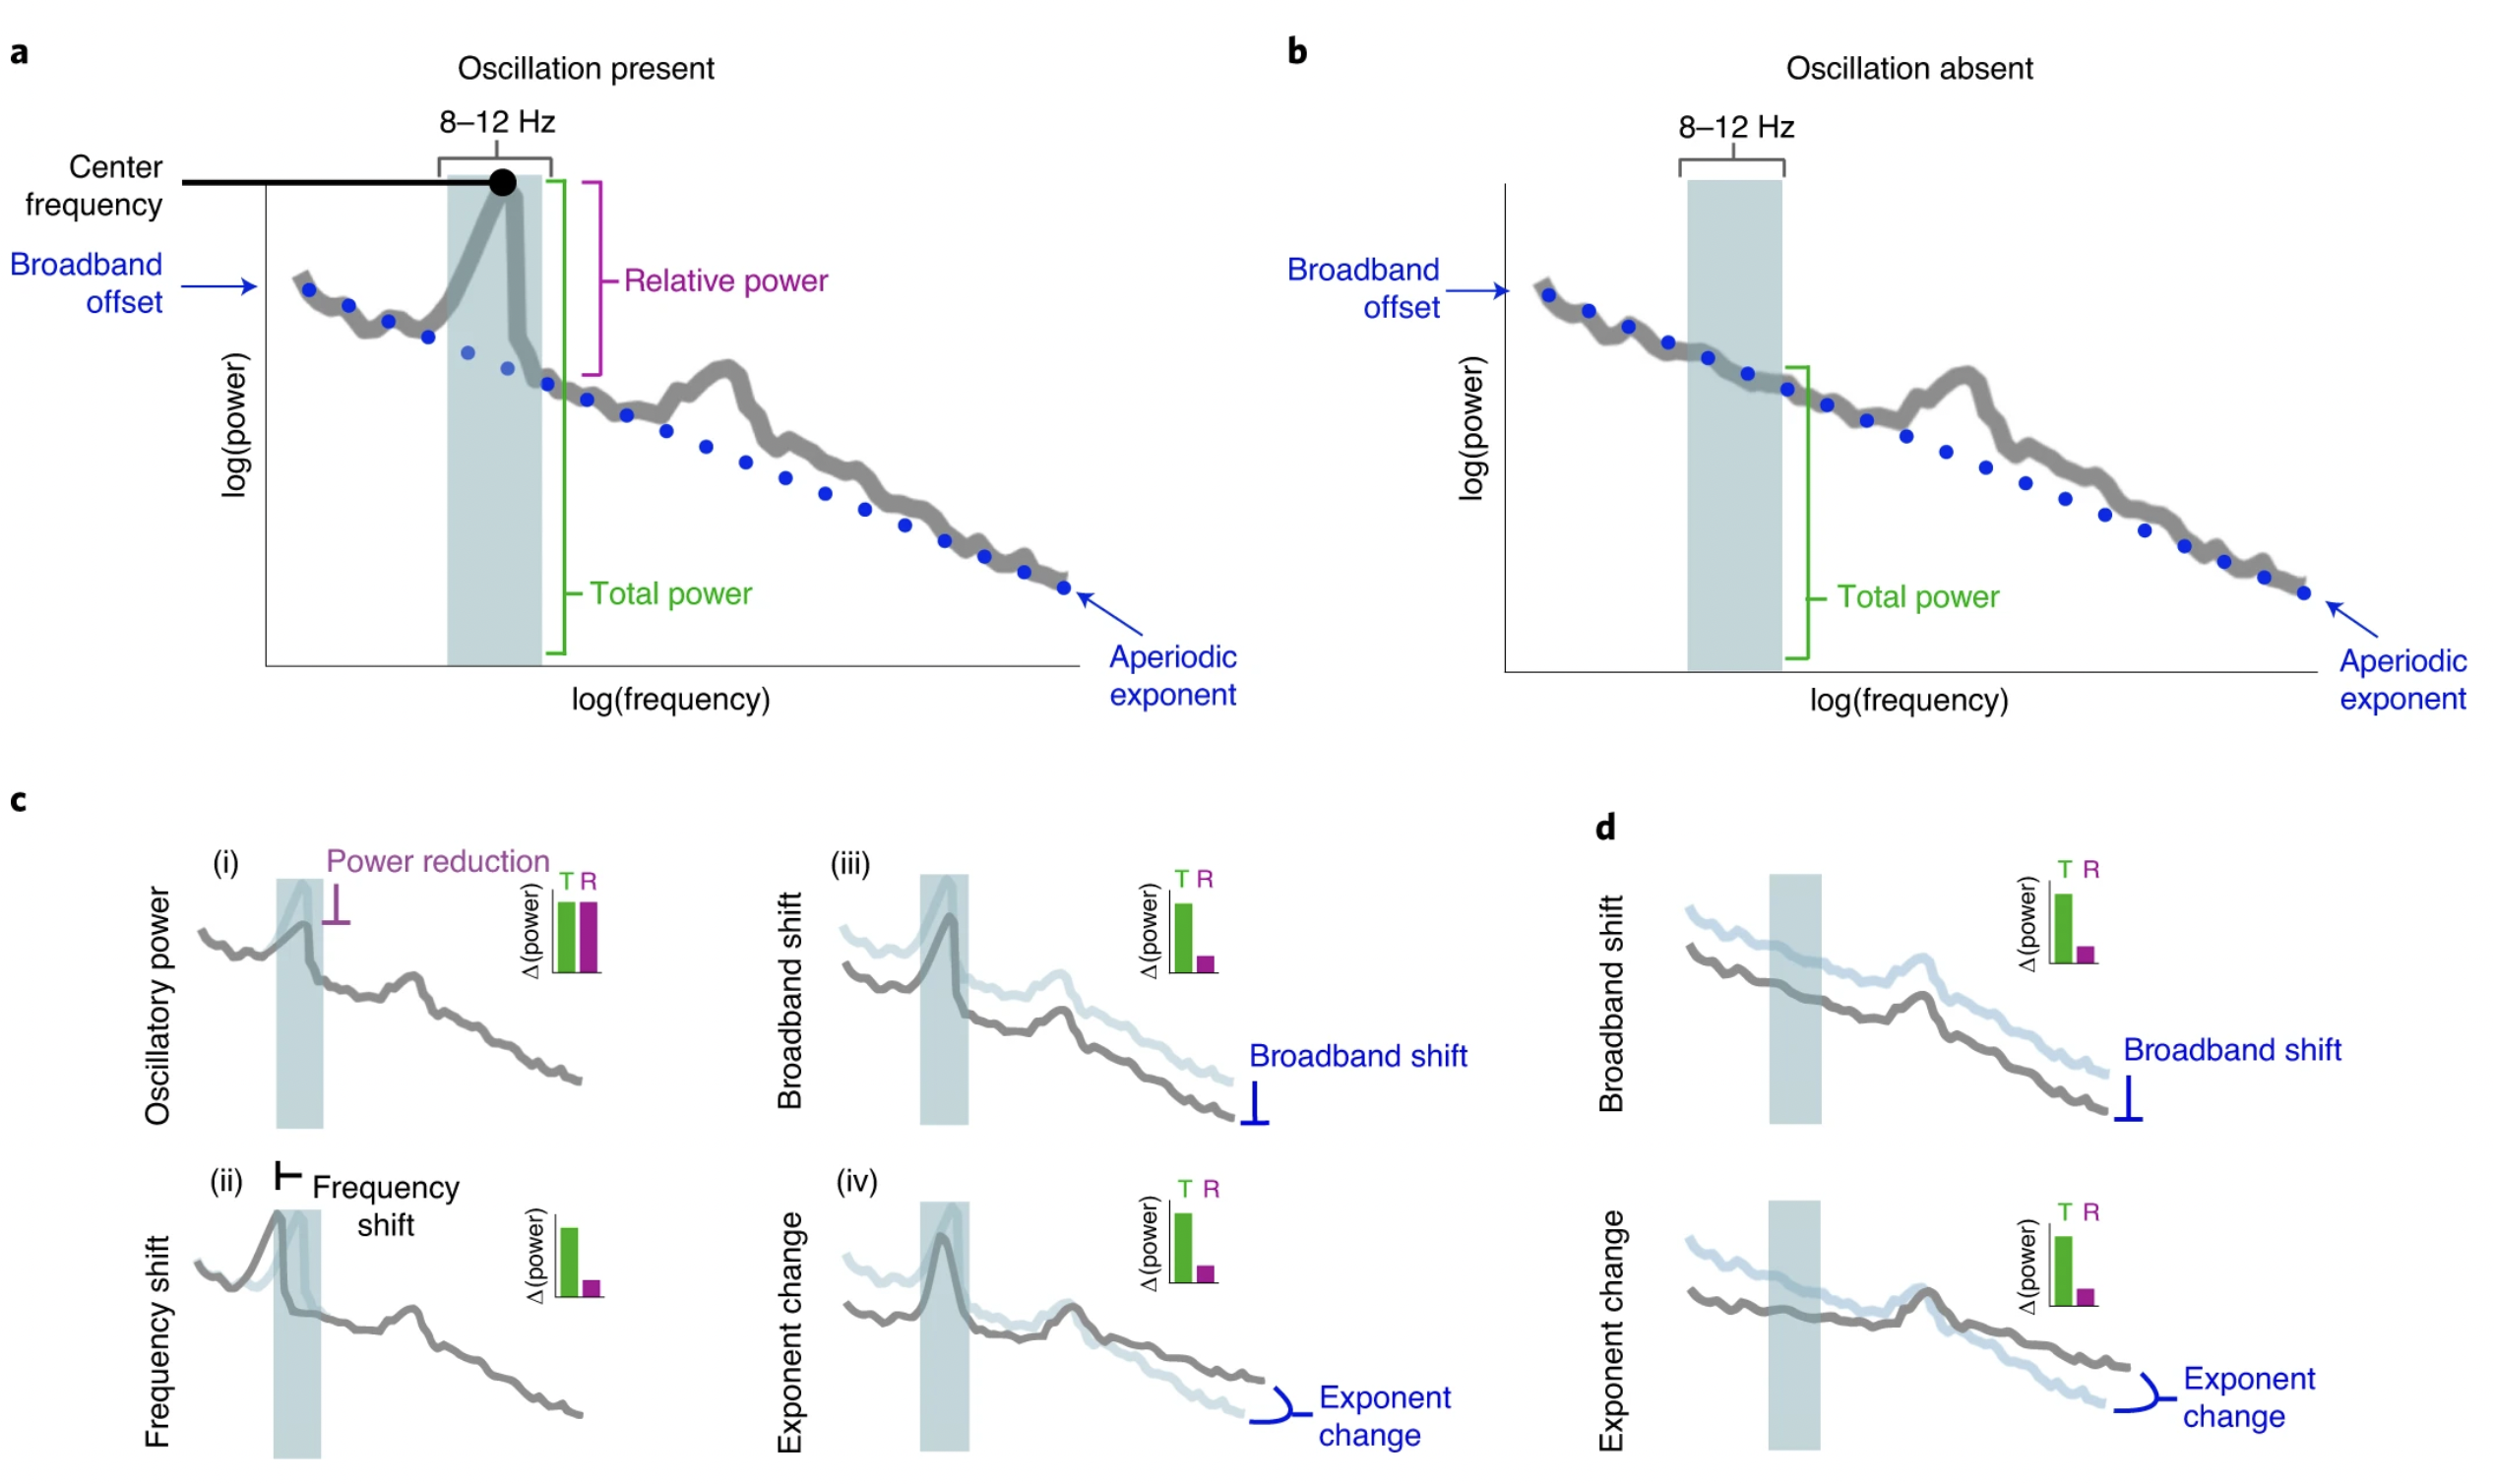 a
Oscillation present
8–12 Hz
Center
frequency
Broadband
offset
Relative power
log(power)
Total power
Aperiodic
exponent
log(frequency)
b
Oscillation absent
8–12 Hz
Broadband
offset
log(power)
Total power
Aperiodic
exponent
log(frequency)
c
(i)
Power reduction
T R
Δ(power)
Oscillatory power
(ii)
Frequency
shift
Δ(power)
Frequency shift
(iii)
T R
Δ(power)
Broadband shift
Broadband shift
(iv)
T R
Δ(power)
Exponent change
Exponent
change
d
T R
Δ(power)
Broadband shift
Broadband shift
T R
Δ(power)
Exponent change
Exponent
change